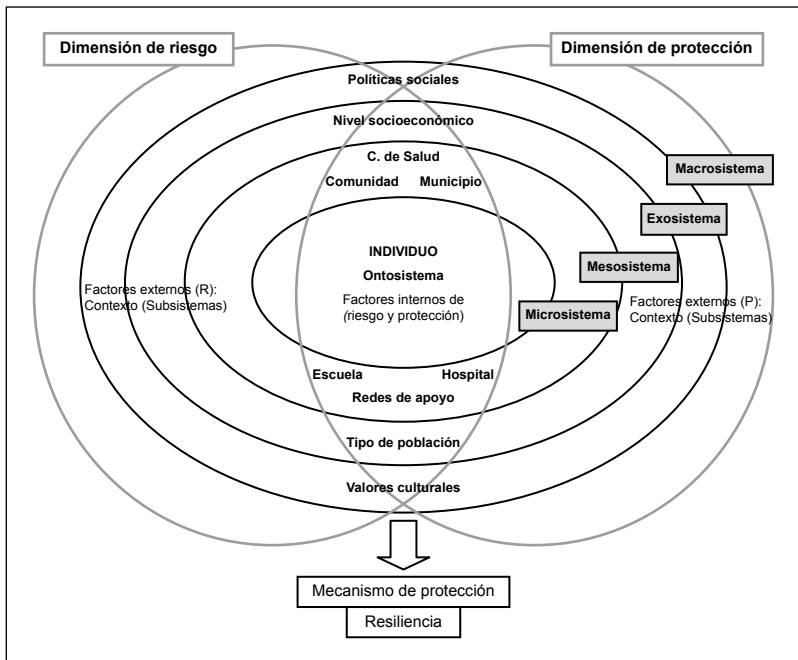 Dimensión de riesgo
Dimensión de protección
Políticas sociales
Nivel socioeconómico
C. de Salud
Comunidad Municipio
Macrosistema
Exosistema
Mesosistema
Microsistema
INDIVIDUO
Ontosistema
Factores internos de
(riesgo y protección)
Factores externos (R):
Contexto (Subsistemas)
Factores externos (P):
Contexto (Subsistemas)
Escuela Hospital
Redes de apoyo
Tipo de población
Valores culturales
Mecanismo de protección
Resiliencia